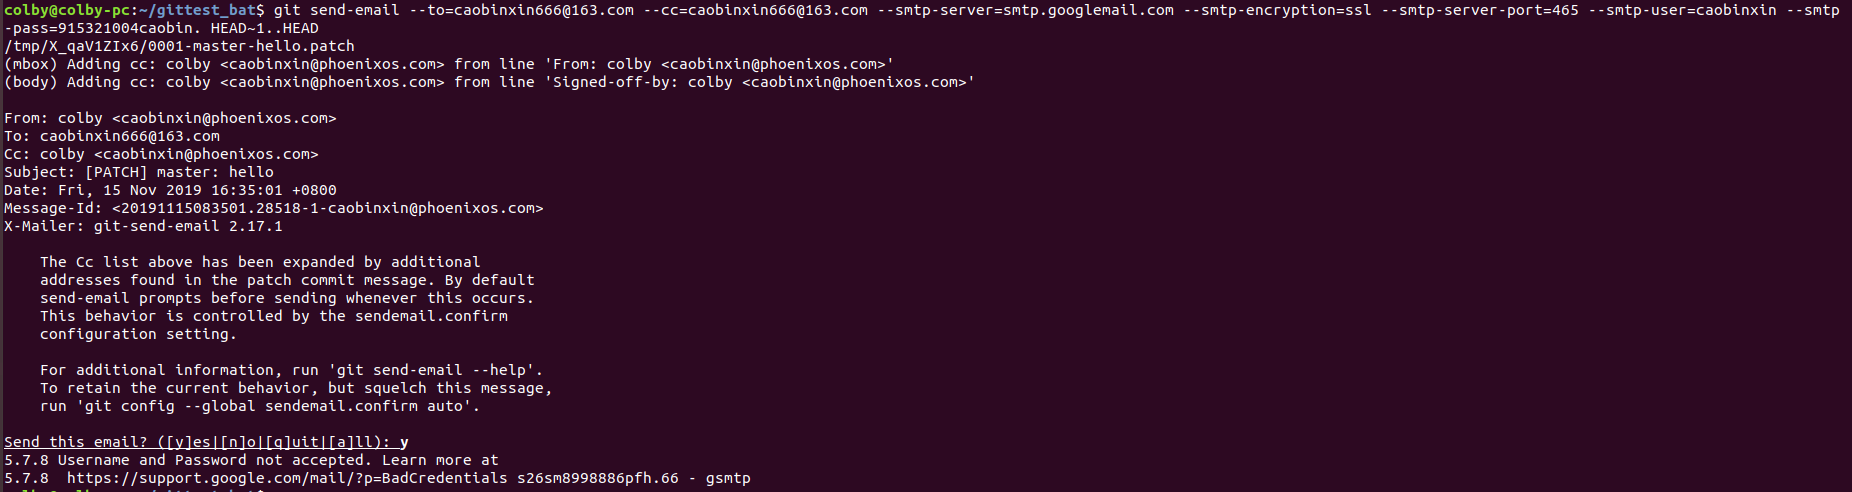 colby@colby-pc:~/gittest_bat$ git send-email --to=caobinxin666@163.com --cc=caobinxin666@163.com --smtp-server=smtp.googlemail.com --smtp-encryption=ssl --smtp-server-port=465 --smtp-user=caobinxin --smtp
-pass=915321004caobin. HEAD~1..HEAD
/tmp/X_qaV1ZIx6/0001-master-hello.patch
(mbox) Adding cc: colby <caobinxin@phoenixos.com> from line 'From: colby <caobinxin@phoenixos.com>'
(body) Adding cc: colby <caobinxin@phoenixos.com> from line 'Signed-off-by: colby <caobinxin@phoenixos.com>'
From: colby <caobinxin@phoenixos.com>
To: caobinxin666@163.com
Cc: colby <caobinxin@phoenixos.com>
Subject: [PATCH] master: hello
Date: Fri, 15 Nov 2019 16:35:01 +0800
Message-Id: <20191115083501.28518-1-caobinxin@phoenixos.com>
X-Mailer: git-send-email 2.17.1
The Cc list above has been expanded by additional
addresses found in the patch commit message. By default
send-email prompts before sending whenever this occurs.
This behavior is controlled by the sendemail.confirm
configuration setting.
For additional information, run 'git send-email --help'.
To retain the current behavior, but squelch this message,
run 'git config --global sendemail.confirm auto'.
Send this email? ([y]es|[n]o|[q]uit|[a]ll): y
5.7.8 Username and Password not accepted. Learn more at
5.7.8  https://support.google.com/mail/?p=BadCredentials s26sm8998886pfh.66 - gsmtp